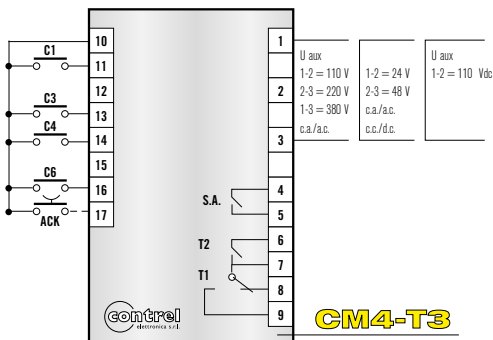 C1
C3
C4
C6
ACK
10
11
12
13
14
15
16
17
S.A.
T2
T1
1
2
3
4
5
6
7
8
9
U aux
1-2 = 110 V
2-3 = 220 V
1-3 = 380 V
c.a./a.c.
1-2 = 24 V
2-3 = 48 V
c.a./a.c.
c.c./d.c.
U aux
1-2 = 110 Vdc
contrel
elettronica s.r.l.
CM4-T3